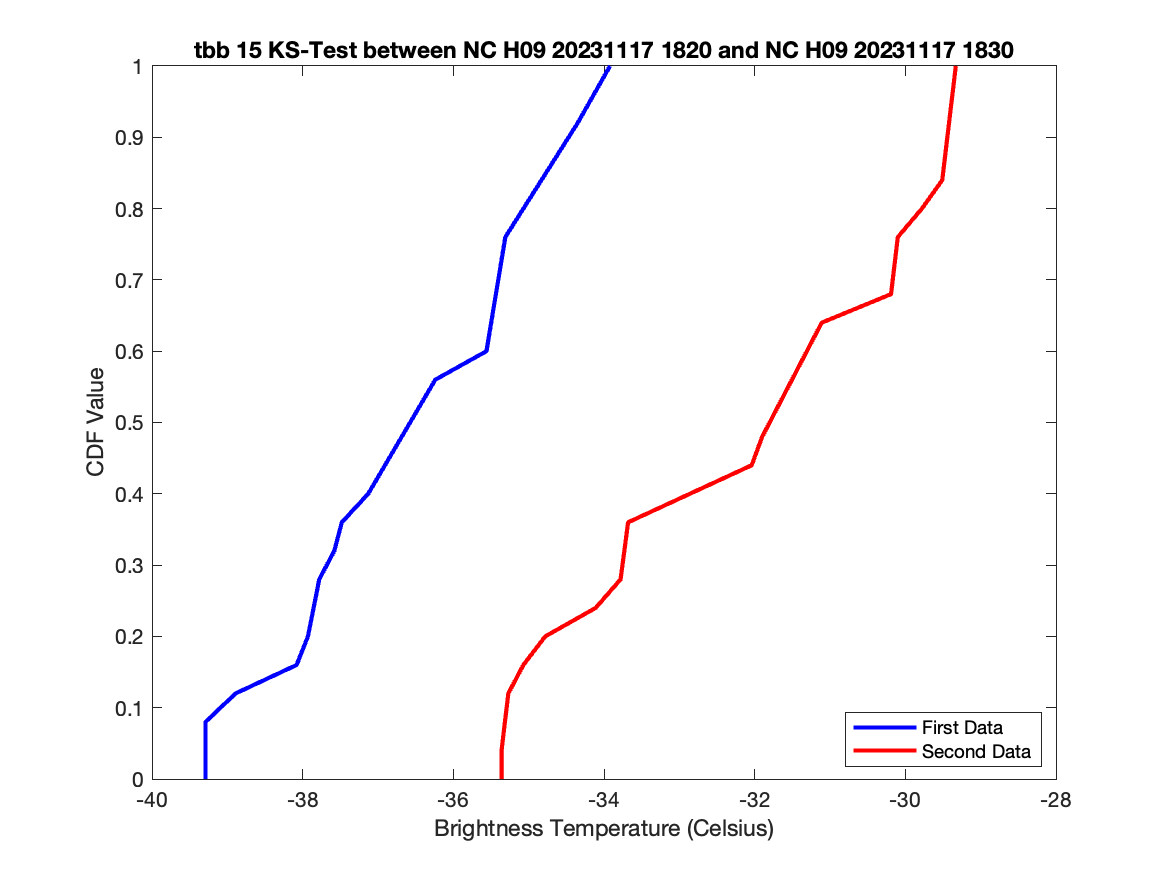 tbb 15 KS-Test between NC H09 20231117 1820 and NC H09 20231117 1830
1
0.9
0.8
0.7
0.6
0.5
0.4
0.3
0.2
0.1
0
CDF Value
First Data
Second Data
-40 -38 -36 -34 -32 -30 -28
Brightness Temperature (Celsius)